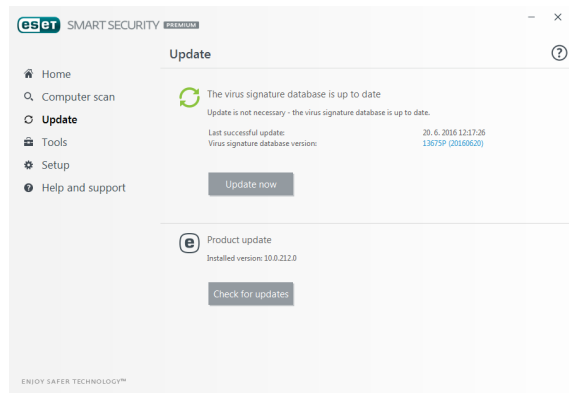 eset SMART SECURITY PREMIUM
Update
Home
Computer scan
Update
Tools
Setup
Help and support
The virus signature database is up to date
Update is not necessary - the virus signature database is up to date.
Last successful update: 20. 6. 2016 12:17:26
Virus signature database version: 13675P (20160620)
Update now
e
Product update
Installed version: 10.0.212.0
Check for updates
ENJOY SAFER TECHNOLOGY™